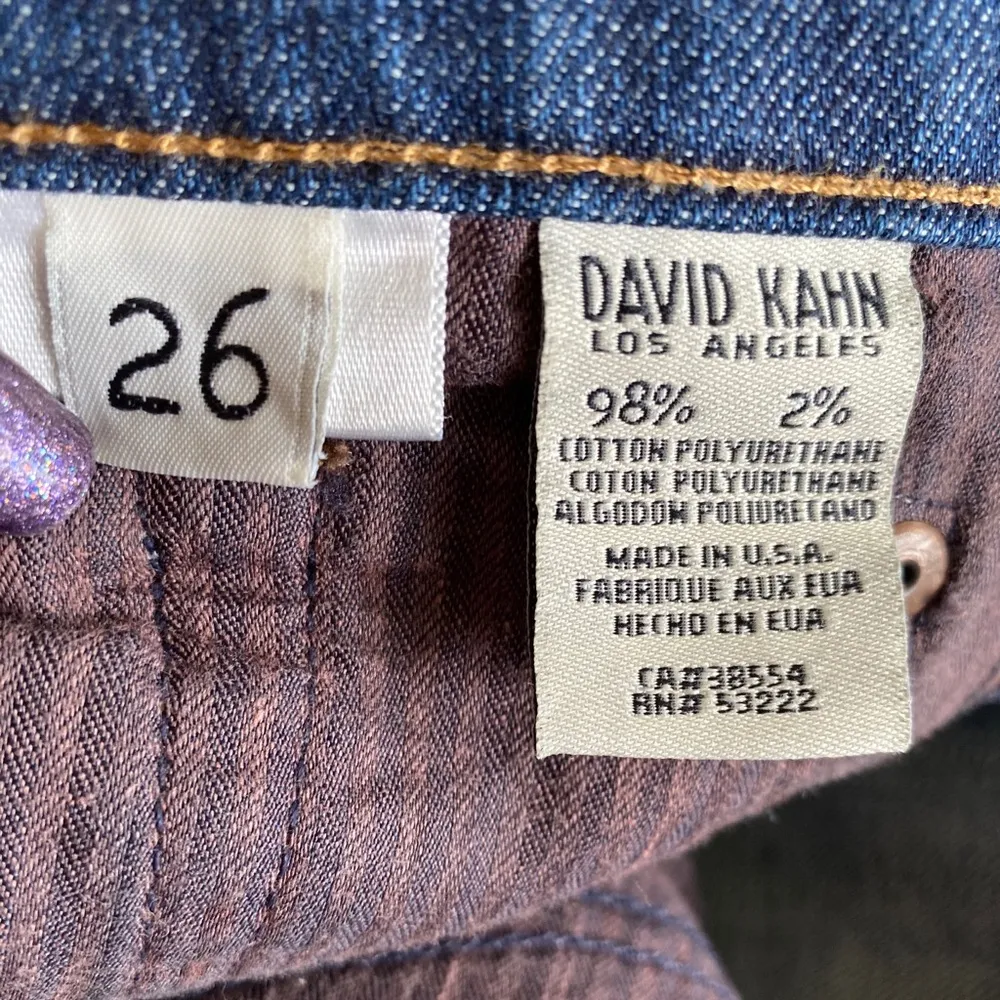 26
DAVID KAHN
LOS ANGELES
98% 2%
COTTON POLYURETHANE
COTON POLYURETHANE
ALGODON POLIURETANO
MADE IN U.S.A.
FABRIQUE AUX EUA
HECHO EN EUA
CA#38554
RN# 53222